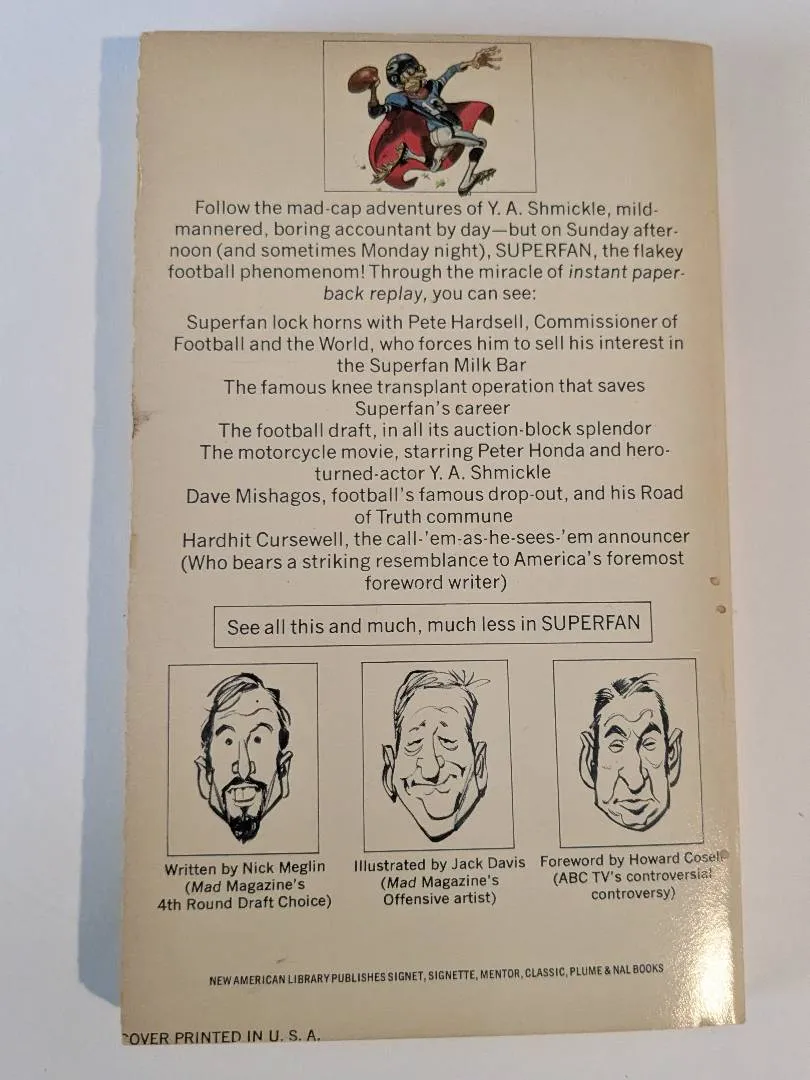 Follow the mad-cap adventures of Y. A. Shmickle, mild-
mannered, boring accountant by day—but on Sunday after-
noon (and sometimes Monday night), SUPERFAN, the flakey
football phenomenom! Through the miracle of instant paper-
back replay, you can see:
Superfan lock horns with Pete Hardsell, Commissioner of
Football and the World, who forces him to sell his interest in
the Superfan Milk Bar
The famous knee transplant operation that saves
Superfan's career
The football draft, in all its auction-block splendor
The motorcycle movie, starring Peter Honda and hero-
turned-actor Y. A. Shmickle
Dave Mishagos, football's famous drop-out, and his Road
of Truth commune
Hardhit Cursewell, the call-'em-as-he-sees-'em announcer
(Who bears a striking resemblance to America's foremost
foreword writer)
See all this and much, much less in SUPERFAN
Written by Nick Meglin
(Mad Magazine's
4th Round Draft Choice)
Illustrated by Jack Davis
(Mad Magazine's
Offensive artist)
Foreword by Howard Cosell
(ABC TV's controversial
controversy)
NEW AMERICAN LIBRARY PUBLISHES SIGNET, SIGNETTE, MENTOR, CLASSIC, PLUME & NAL BOOKS
COVER PRINTED IN U. S. A.